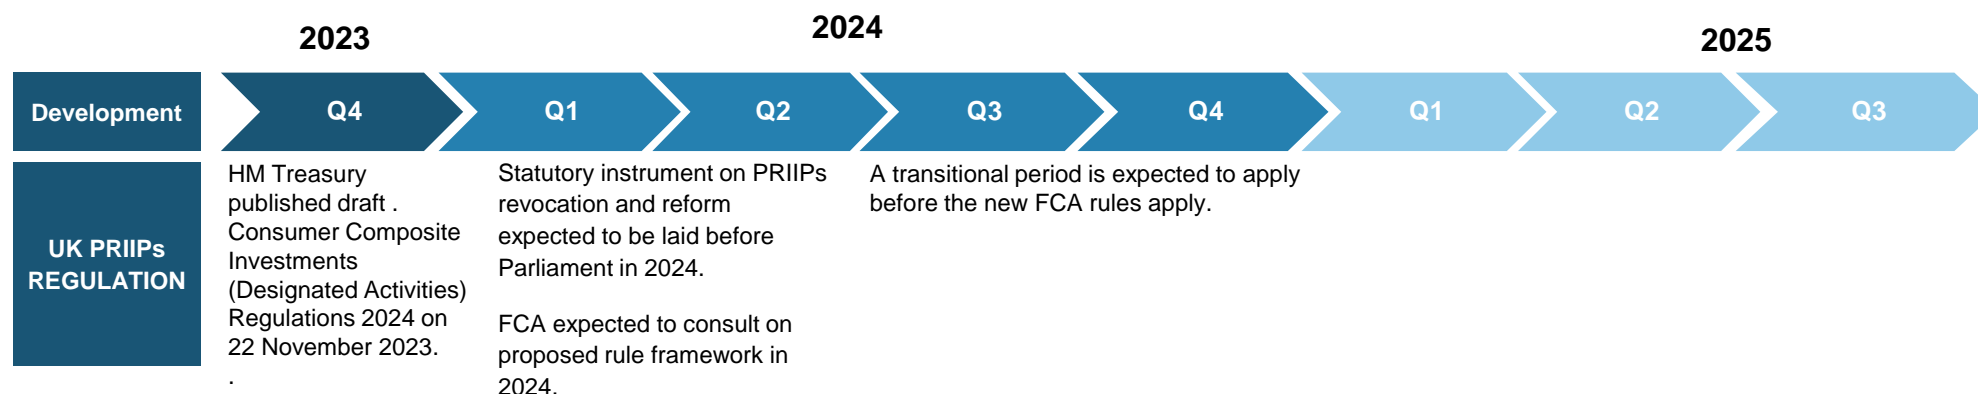 2023
2024
2025
Development
Q4
Q1
Q2
Q3
Q4
Q1
Q2
Q3
UK PRIIPs
REGULATION
HM Treasury
published draft .
Consumer Composite
Investments
(Designated Activities)
Regulations 2024 on
22 November 2023.
.
Statutory instrument on PRIIPs
revocation and reform
expected to be laid before
Parliament in 2024.
FCA expected to consult on
proposed rule framework in
2024.
A transitional period is expected to apply
before the new FCA rules apply.